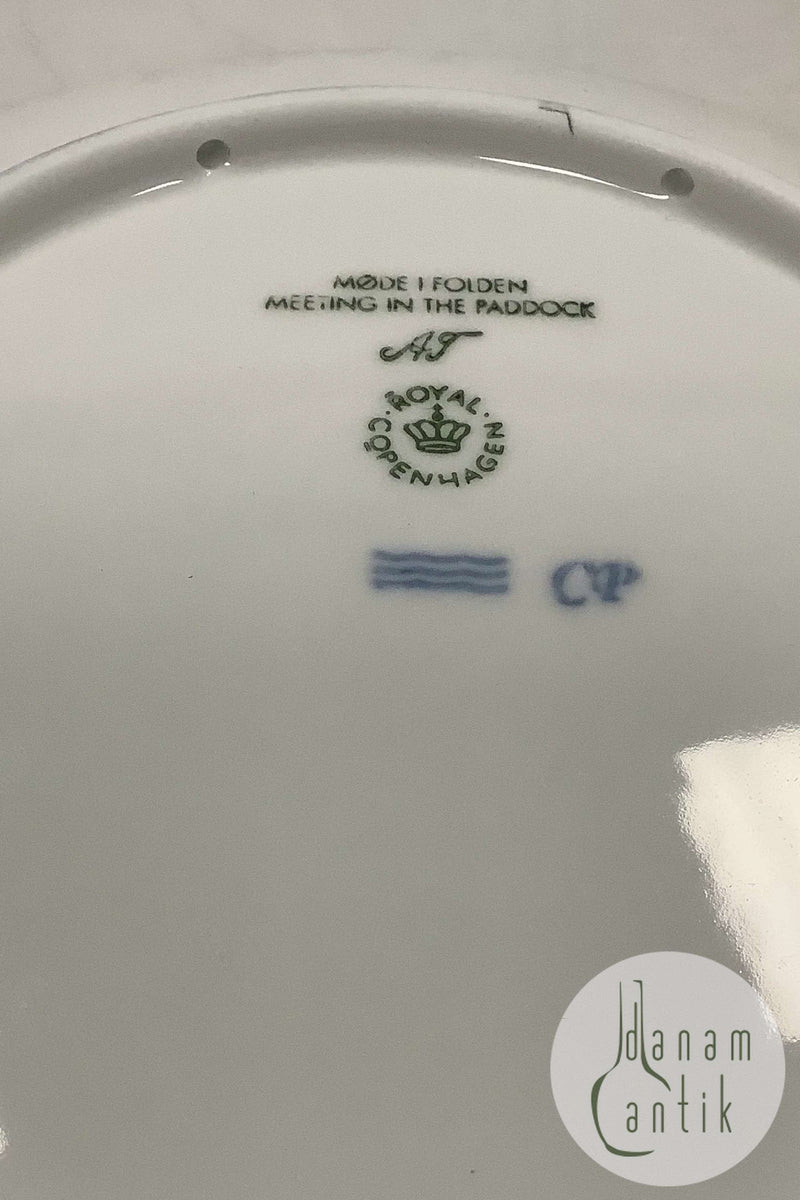 MØDE I FOLDEN
MEETING IN THE PADDOCK
AT
ROYAL · COPENHAGEN ·
CP
danam
antik